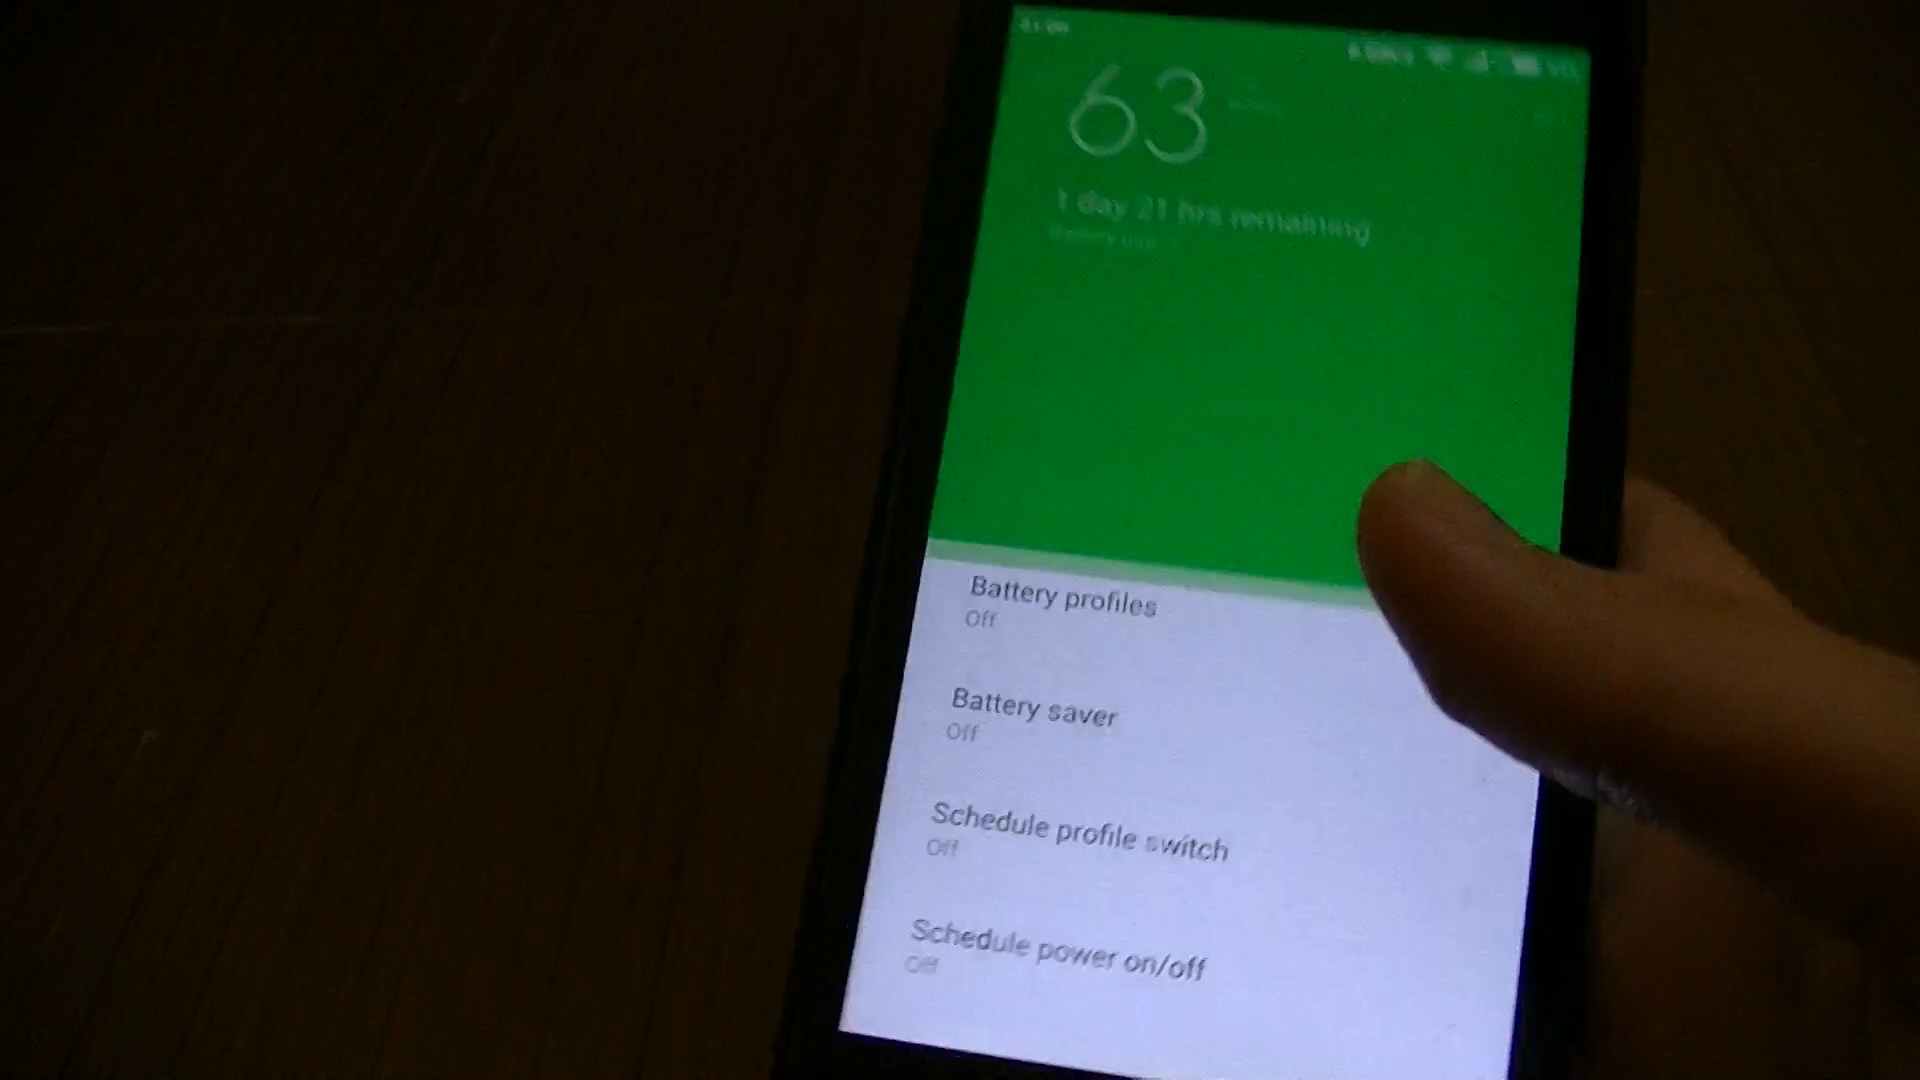 63
1 day 21 hrs remaining
Battery profiles
Off
Battery saver
Off
Schedule profile switch
Off
Schedule power on/off
Off